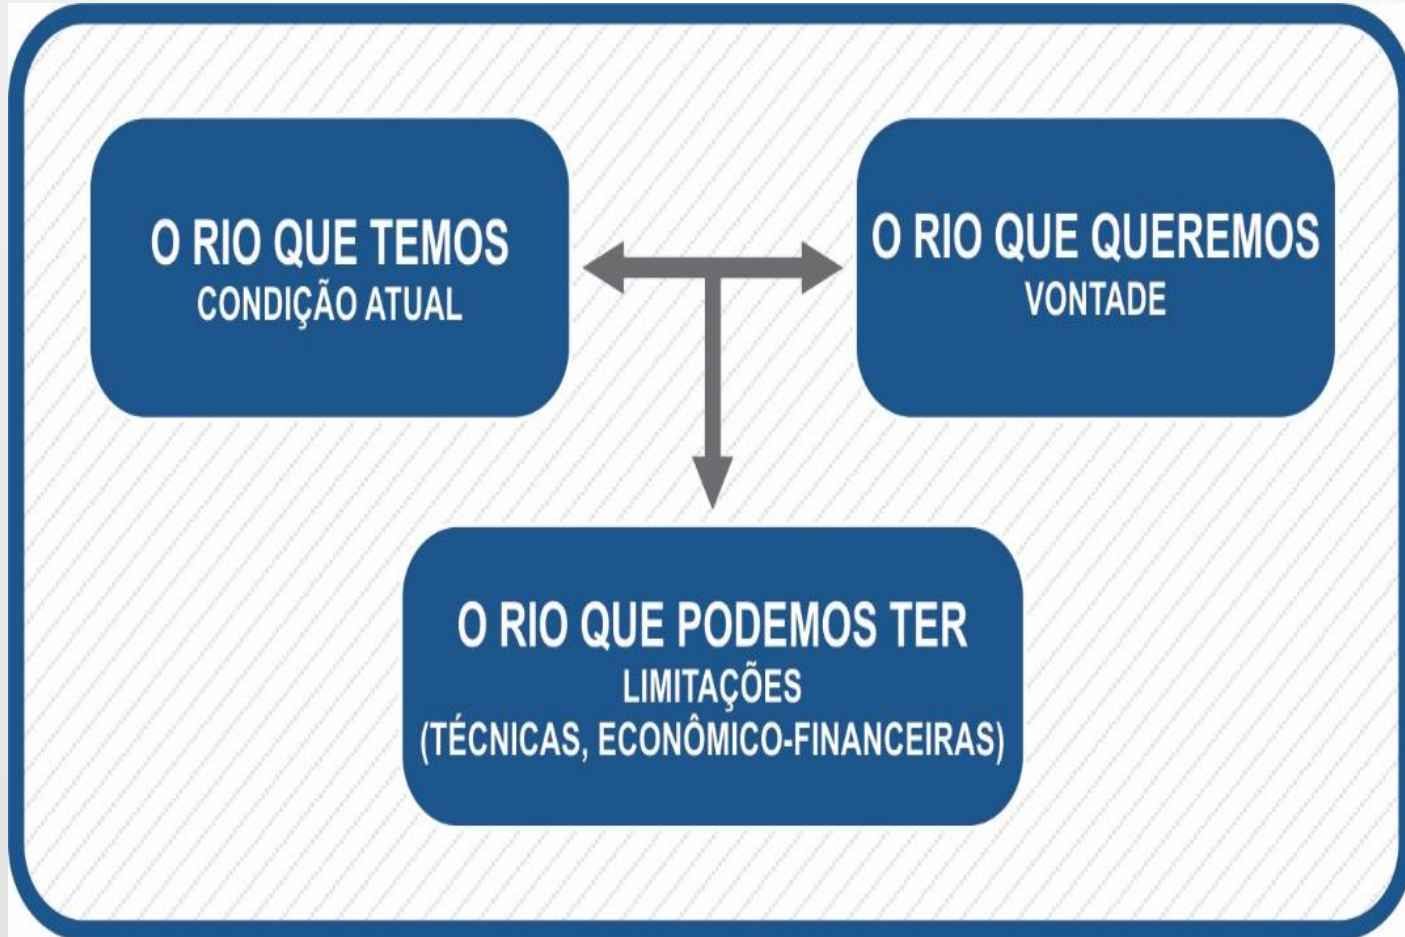 O RIO QUE TEMOS
CONDIÇÃO ATUAL
O RIO QUE QUEREMOS
VONTADE
O RIO QUE PODEMOS TER
LIMITAÇÕES
(TÉCNICAS, ECONÔMICO-FINANCEIRAS)